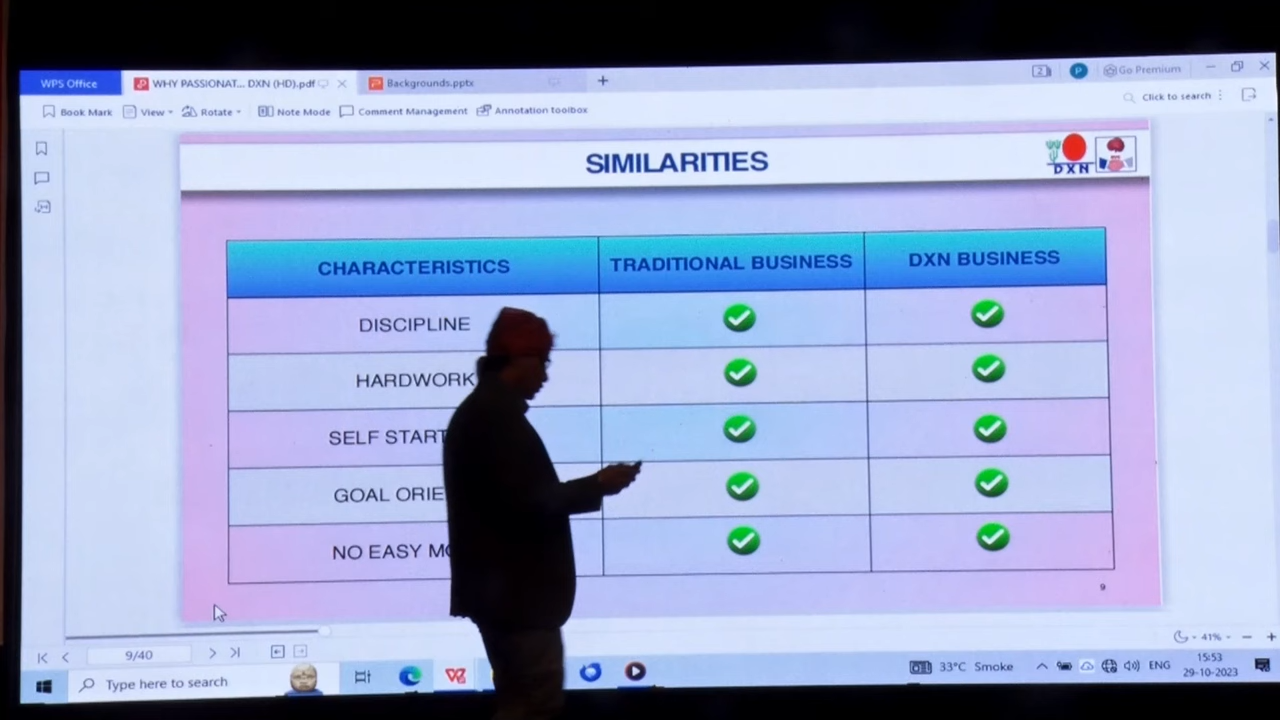 WPS Office
WHY PASSIONAT... DXN (HD).pdf
Backgrounds.pptx
2
P
Go Premium
Book Mark
View
Rotate
Note Mode
Comment Management
Annotation toolbox
Click to search
SIMILARITIES
DXN
CHARACTERISTICS TRADITIONAL BUSINESS DXN BUSINESS
DISCIPLINE
HARDWORK
SELF START
GOAL ORIE
NO EASY MO
9
9/40
41%
Type here to search
33°C Smoke
ENG
15:53
29-10-2023